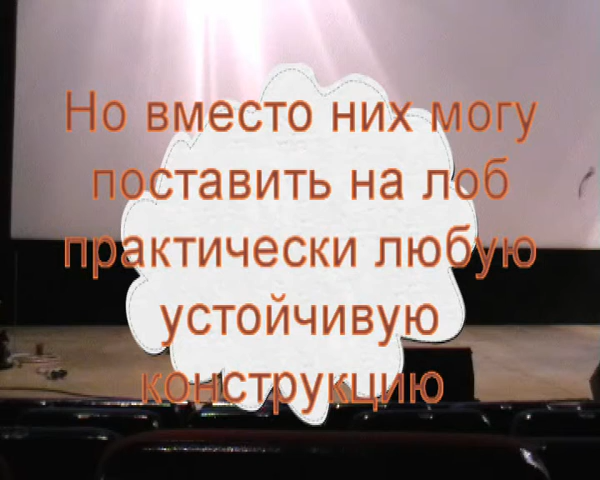 Но вместо них могу
поставить на лоб
практически любую
устойчивую
конструкцию